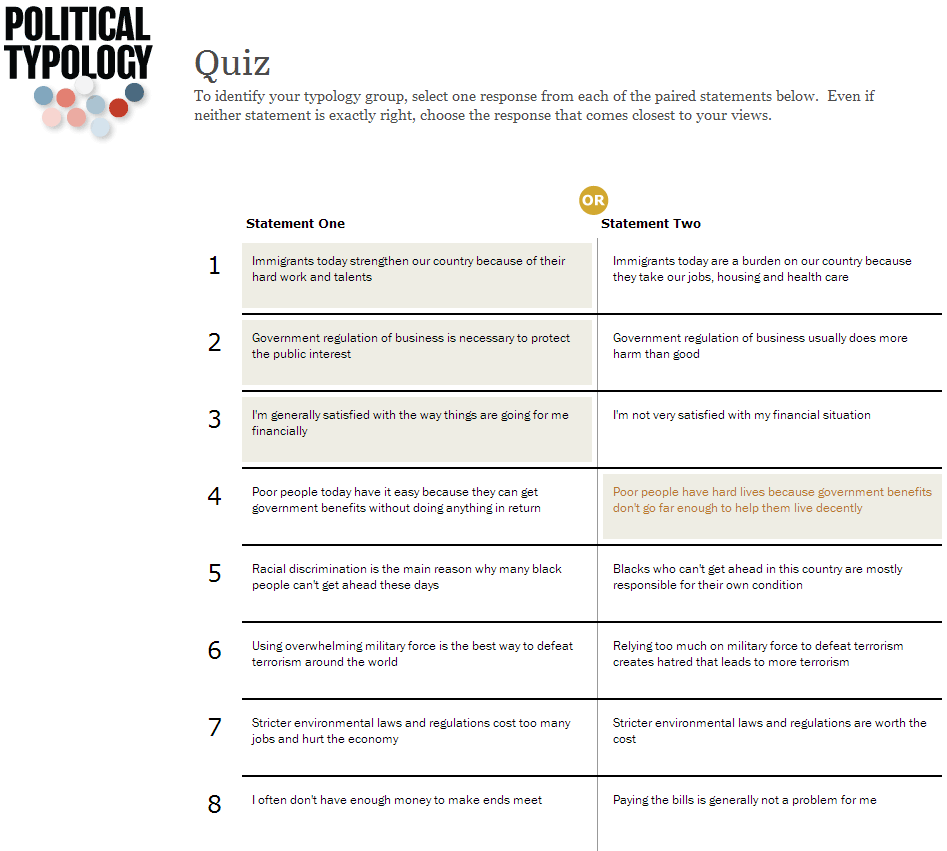 POLITICAL
TYPOLOGY
Quiz
To identify your typology group, select one response from each of the paired statements below.  Even if
neither statement is exactly right, choose the response that comes closest to your views.
OR
Statement One
Statement Two
1
Immigrants today strengthen our country because of their
hard work and talents
Immigrants today are a burden on our country because
they take our jobs, housing and health care
2
Government regulation of business is necessary to protect
the public interest
Government regulation of business usually does more
harm than good
3
I'm generally satisfied with the way things are going for me
financially
I'm not very satisfied with my financial situation
4
Poor people today have it easy because they can get
government benefits without doing anything in return
Poor people have hard lives because government benefits
don't go far enough to help them live decently
5
Racial discrimination is the main reason why many black
people can't get ahead these days
Blacks who can't get ahead in this country are mostly
responsible for their own condition
6
Using overwhelming military force is the best way to defeat
terrorism around the world
Relying too much on military force to defeat terrorism
creates hatred that leads to more terrorism
7
Stricter environmental laws and regulations cost too many
jobs and hurt the economy
Stricter environmental laws and regulations are worth the
cost
8
I often don't have enough money to make ends meet
Paying the bills is generally not a problem for me